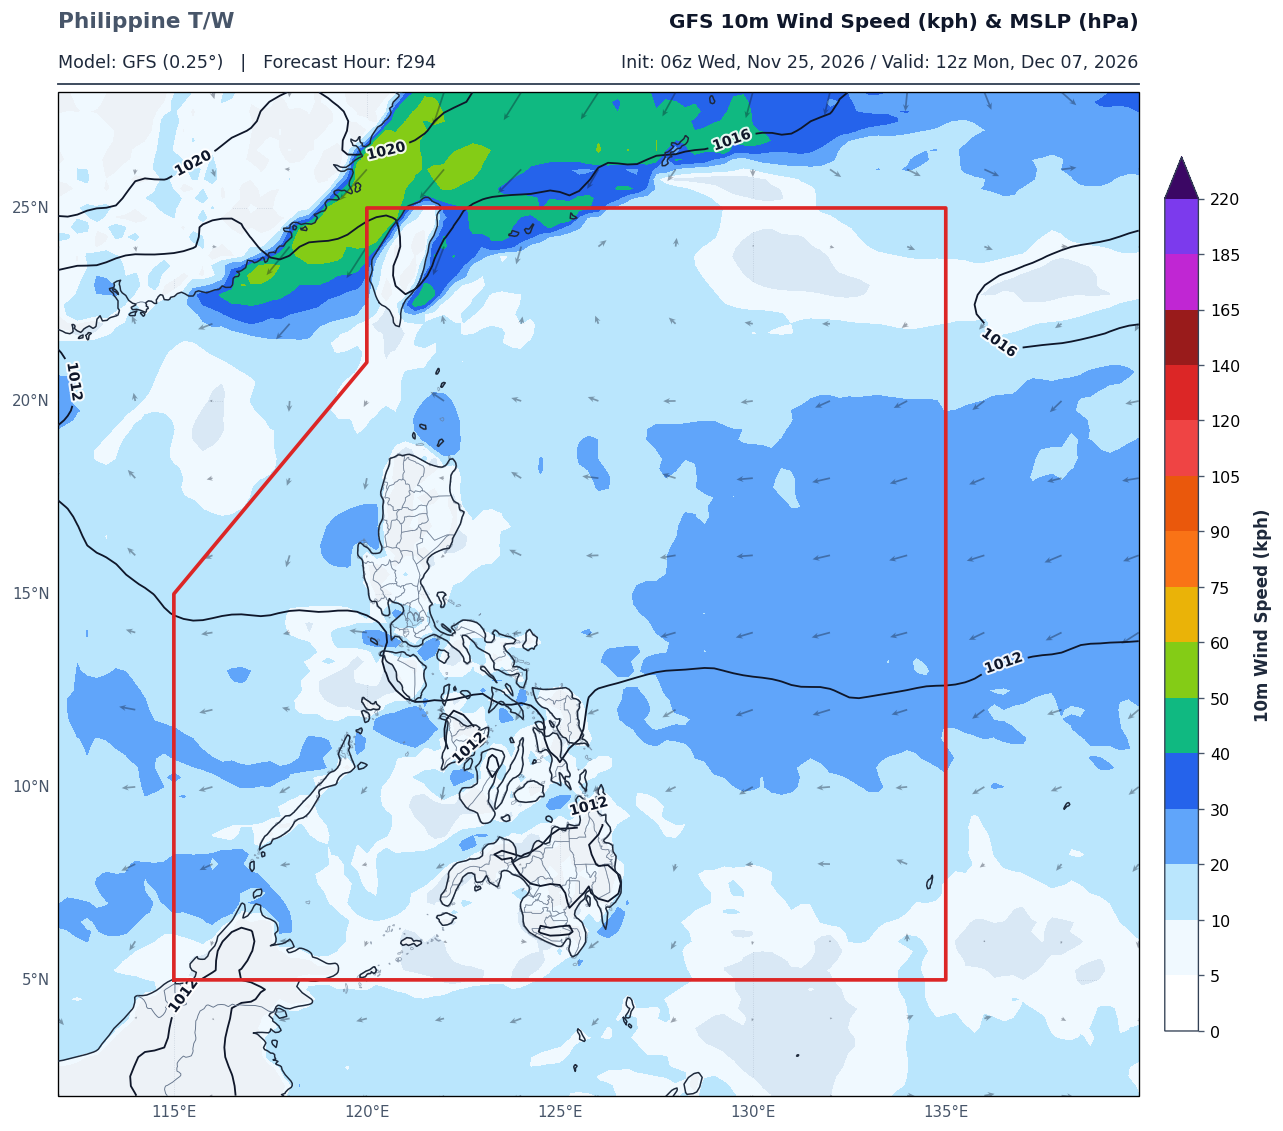 Philippine T/W
GFS 10m Wind Speed (kph) & MSLP (hPa)
Model: GFS (0.25°)   |   Forecast Hour: f294
Init: 06z Wed, Nov 25, 2026 / Valid: 12z Mon, Dec 07, 2026
1020
1020
1016
1016
1012
1012
1012
1012
1012
25°N
20°N
15°N
10°N
5°N
115°E
120°E
125°E
130°E
135°E
220
185
165
140
120
105
90
75
60
50
40
30
20
10
5
0
10m Wind Speed (kph)